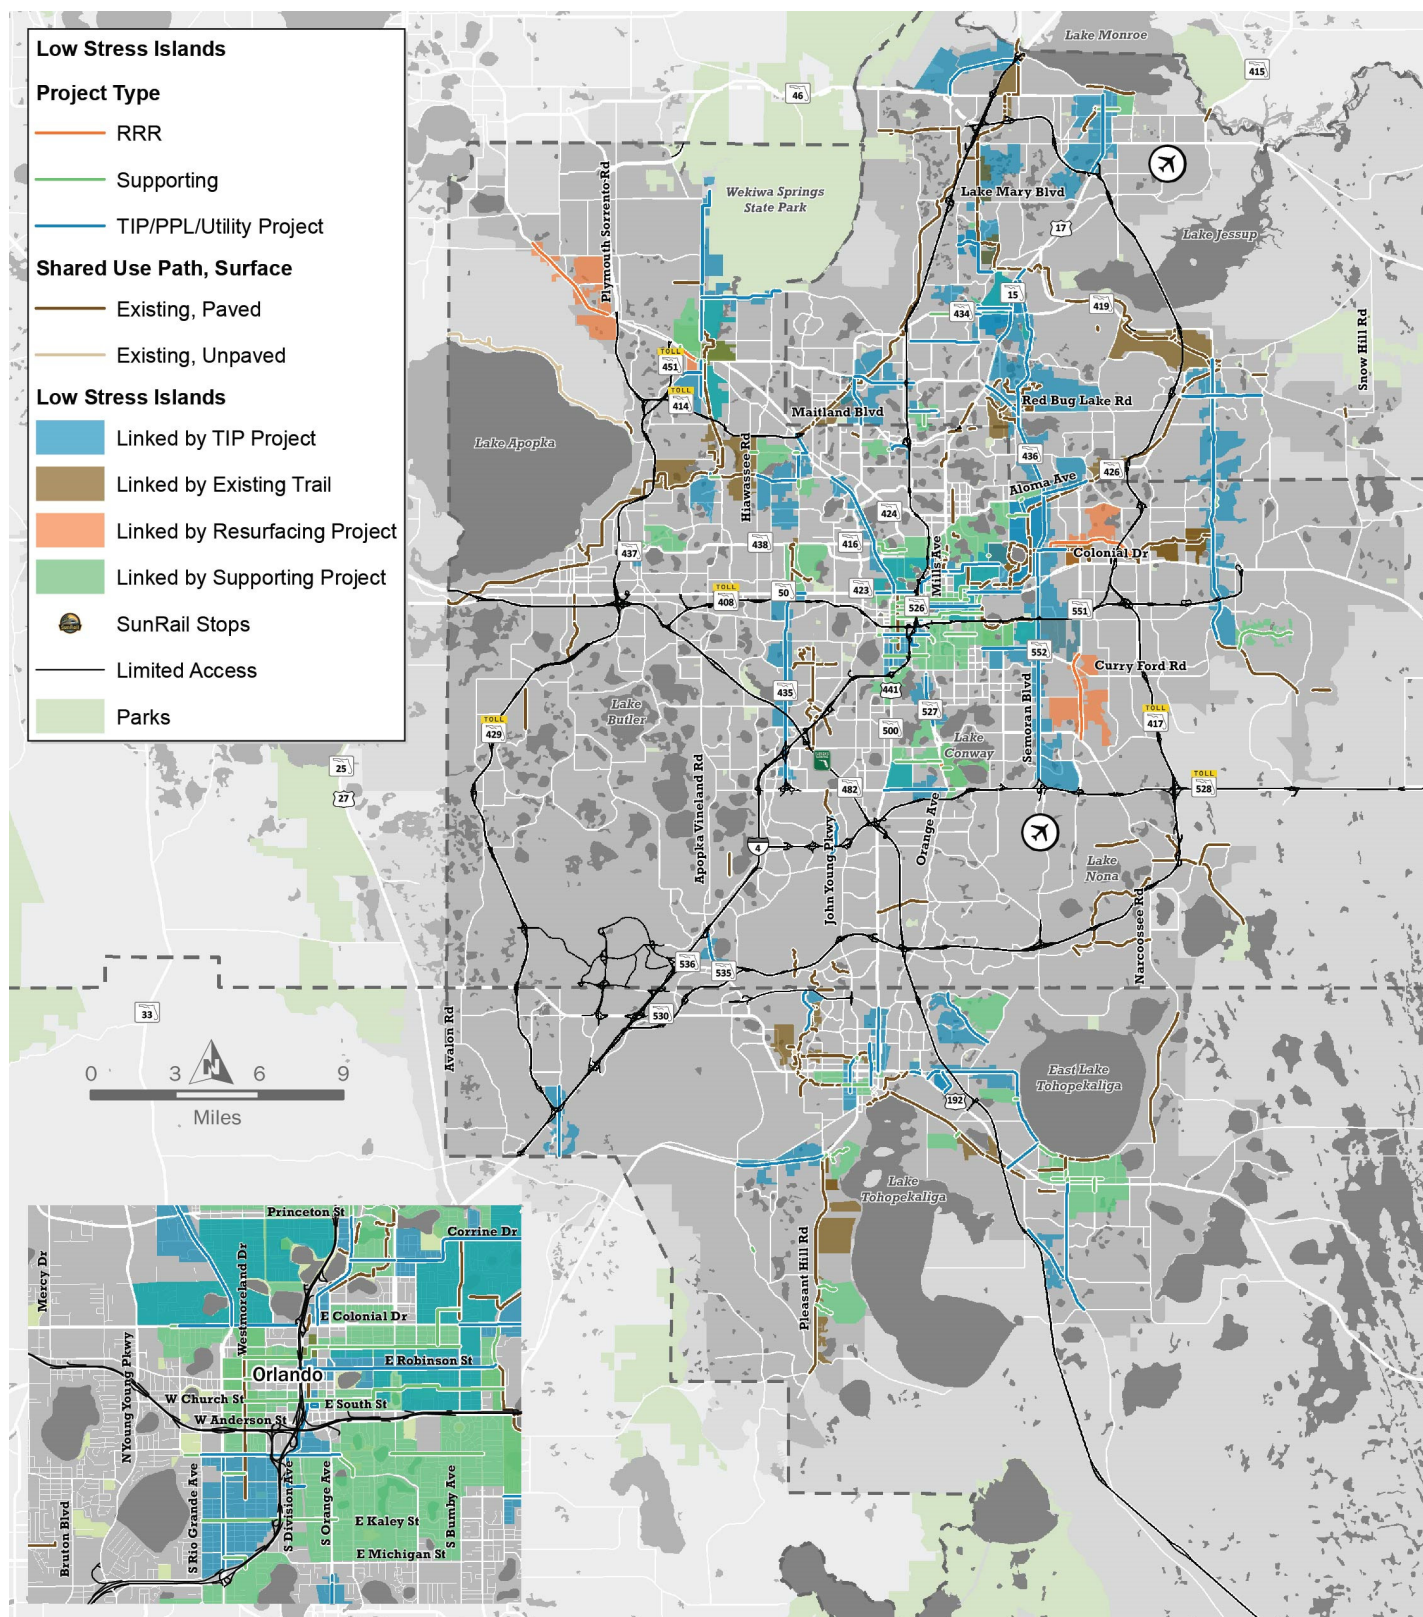 Low Stress Islands
Project Type
RRR
Supporting
TIP/PPL/Utility Project
Shared Use Path, Surface
Existing, Paved
Existing, Unpaved
Low Stress Islands
Linked by TIP Project
Linked by Existing Trail
Linked by Resurfacing Project
Linked by Supporting Project
SunRail Stops
Limited Access
Parks
Lake Monroe
415
46
Plymouth Sorrento Rd
Wekiwa Springs
State Park
Lake Mary Blvd
17
Lake Jessup
15
434
419
Snow Hill Rd
TOLL
451
TOLL
414
Maitland Blvd
Red Bug Lake Rd
Lake Apopka
Hiawassee Rd
436
426
Aloma Ave
424
437
438
416
Mills Ave
Colonial Dr
TOLL
408
50
423
526
551
552
Curry Ford Rd
435
441
527
Lake
Butler
TOLL
429
500
Lake
Conway
Semoran Blvd
TOLL
417
25
27
Apopka Vineland Rd
482
TOLL
528
Orange Ave
John Young Pkwy
4
Lake
Nona
Narcoossee Rd
536
535
33
530
Avalon Rd
N
0 3 6 9
Miles
East Lake
Tohopekaliga
192
Lake
Tohopekaliga
Pleasant Hill Rd
Princeton St
Corrine Dr
Mercy Dr
Westmoreland Dr
E Colonial Dr
N Young Young Pkwy
E Robinson St
Orlando
W Church St
E South St
W Anderson St
S Rio Grande Ave
S Division Ave
S Orange Ave
S Bumby Ave
Bruton Blvd
E Kaley St
E Michigan St